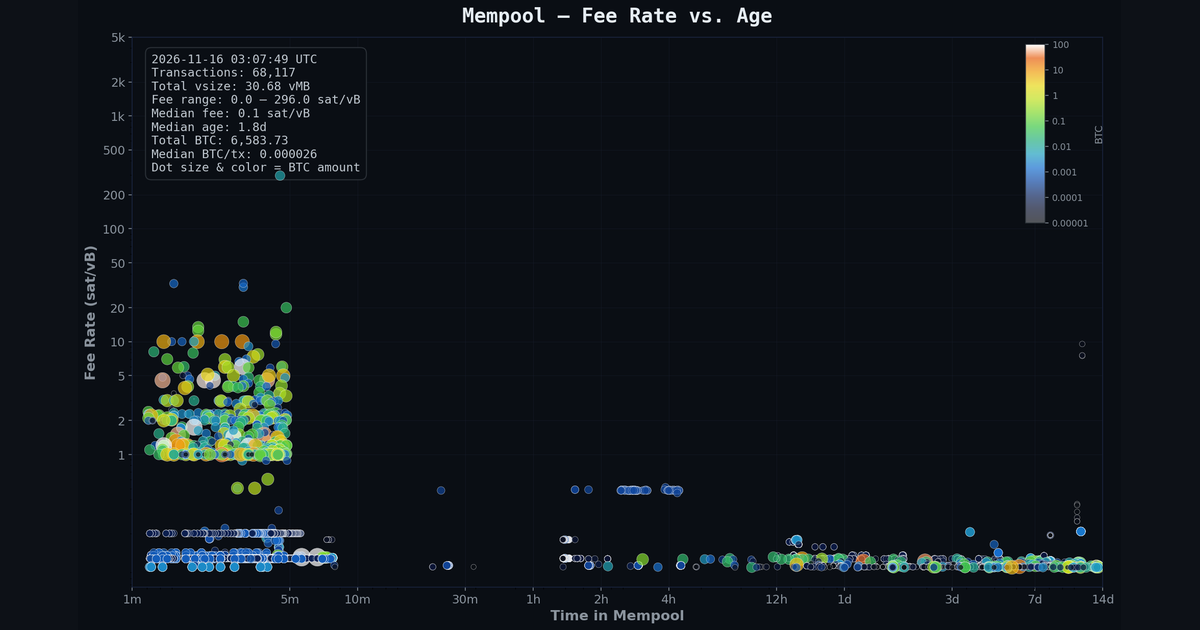 Mempool — Fee Rate vs. Age
5k
2k
1k
500
200
100
50
20
10
5
2
1
Fee Rate (sat/vB)
2026-11-16 03:07:49 UTC
Transactions: 68,117
Total vsize: 30.68 vMB
Fee range: 0.0 — 296.0 sat/vB
Median fee: 0.1 sat/vB
Median age: 1.8d
Total BTC: 6,583.73
Median BTC/tx: 0.000026
Dot size & color = BTC amount
100
10
1
0.1
0.01
0.001
0.0001
0.00001
BTC
1m
5m
10m
30m
1h
2h
4h
12h
1d
3d
7d
14d
Time in Mempool